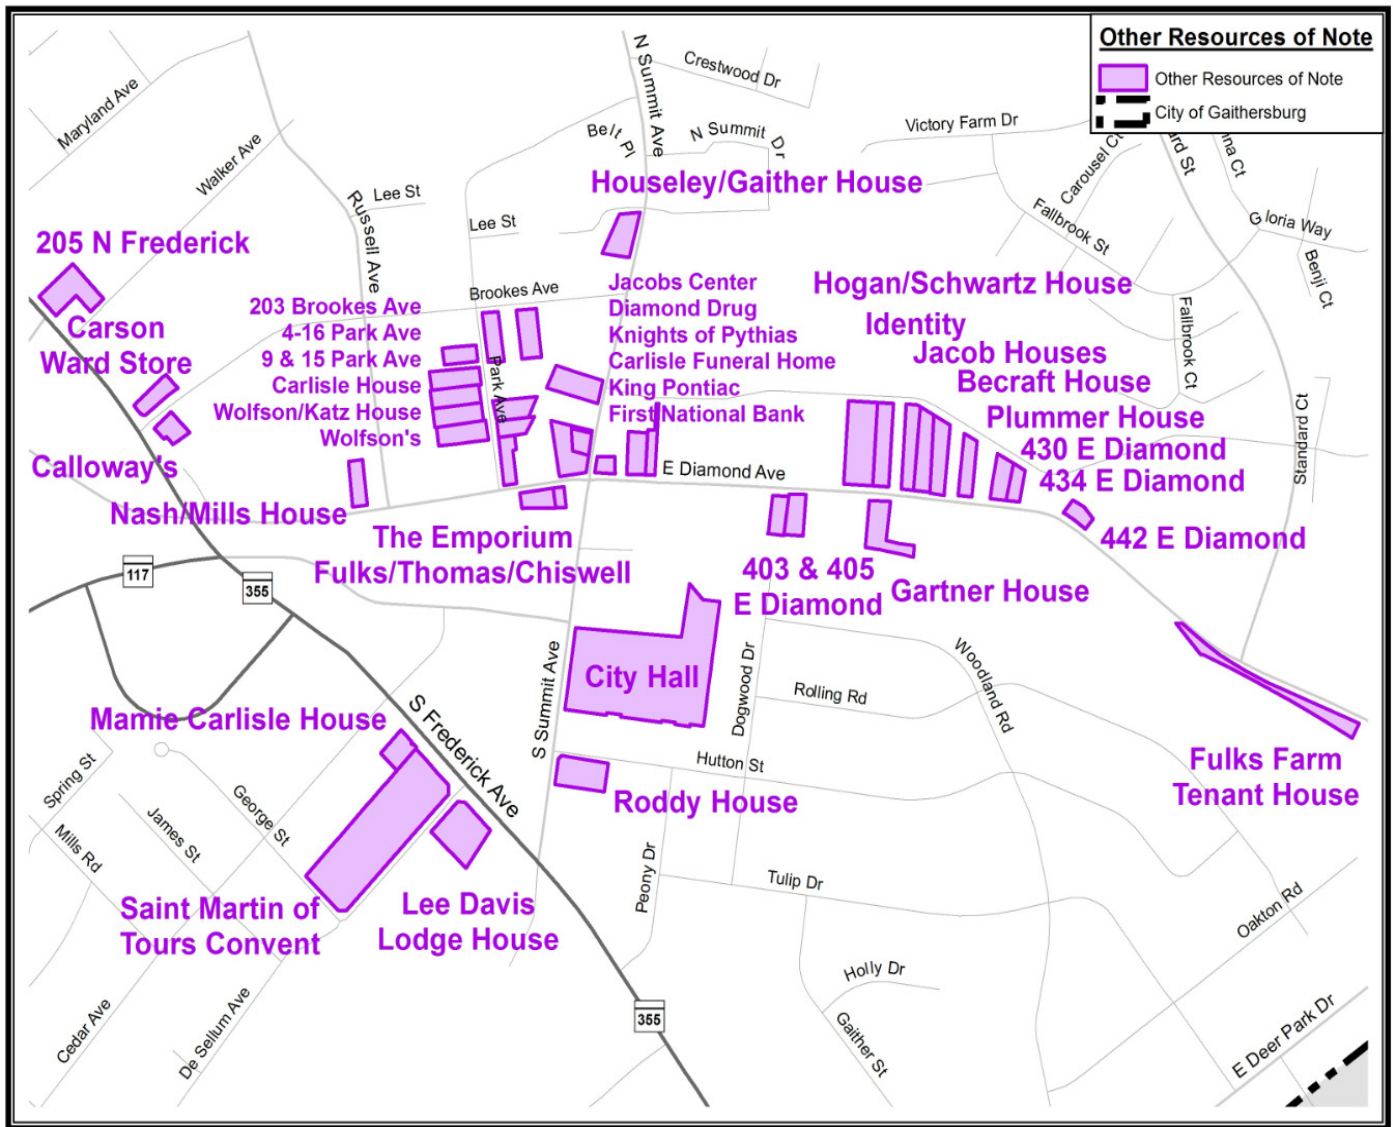 Other Resources of Note
Other Resources of Note
City of Gaithersburg
N Summit Ave
Crestwood Dr
Maryland Ave
Walker Ave
Belt Pl
N Summit Dr
Victory Farm Dr
Carousel Ct
ard St
na Ct
Houseley/Gaither House
Lee St
Russell Ave
Lee St
Fallbrook St
Gloria Way
Benji Ct
205 N Frederick
Brookes Ave
Jacobs Center
Diamond Drug
Knights of Pythias
Carlisle Funeral Home
King Pontiac
First National Bank
Hogan/Schwartz House
Identity
Jacob Houses
Becraft House
Plummer House
430 E Diamond
434 E Diamond
442 E Diamond
Fallbrook Ct
Standard Ct
Carson
Ward Store
203 Brookes Ave
4-16 Park Ave
9 & 15 Park Ave
Carlisle House
Wolfson/Katz House
Wolfson's
Park Ave
Calloway's
Nash/Mills House
E Diamond Ave
The Emporium
Fulks/Thomas/Chiswell
117
355
403 & 405
E Diamond
Gartner House
City Hall
S Summit Ave
Dogwood Dr
Rolling Rd
Woodland Rd
Mamie Carlisle House
S Frederick Ave
Hutton St
Roddy House
Fulks Farm
Tenant House
Spring St
George St
James St
Mills Rd
Peony Dr
Tulip Dr
Saint Martin of
Tours Convent
Lee Davis
Lodge House
Oakton Rd
Holly Dr
Cedar Ave
De Sellum Ave
355
Gaither St
E Deer Park Dr